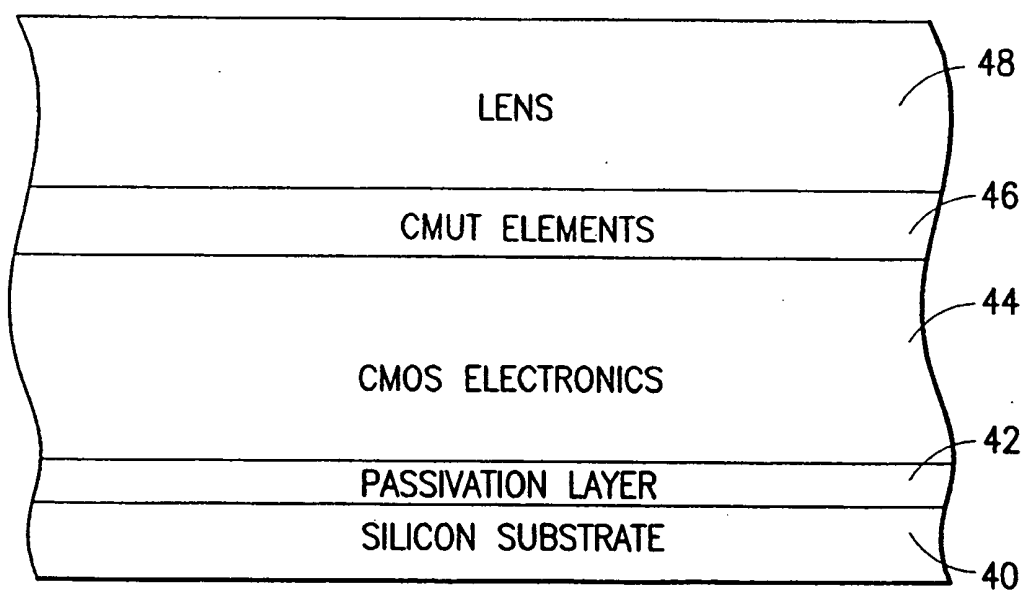 LENS
48
CMUT ELEMENTS
46
CMOS ELECTRONICS
44
PASSIVATION LAYER
42
SILICON SUBSTRATE
40